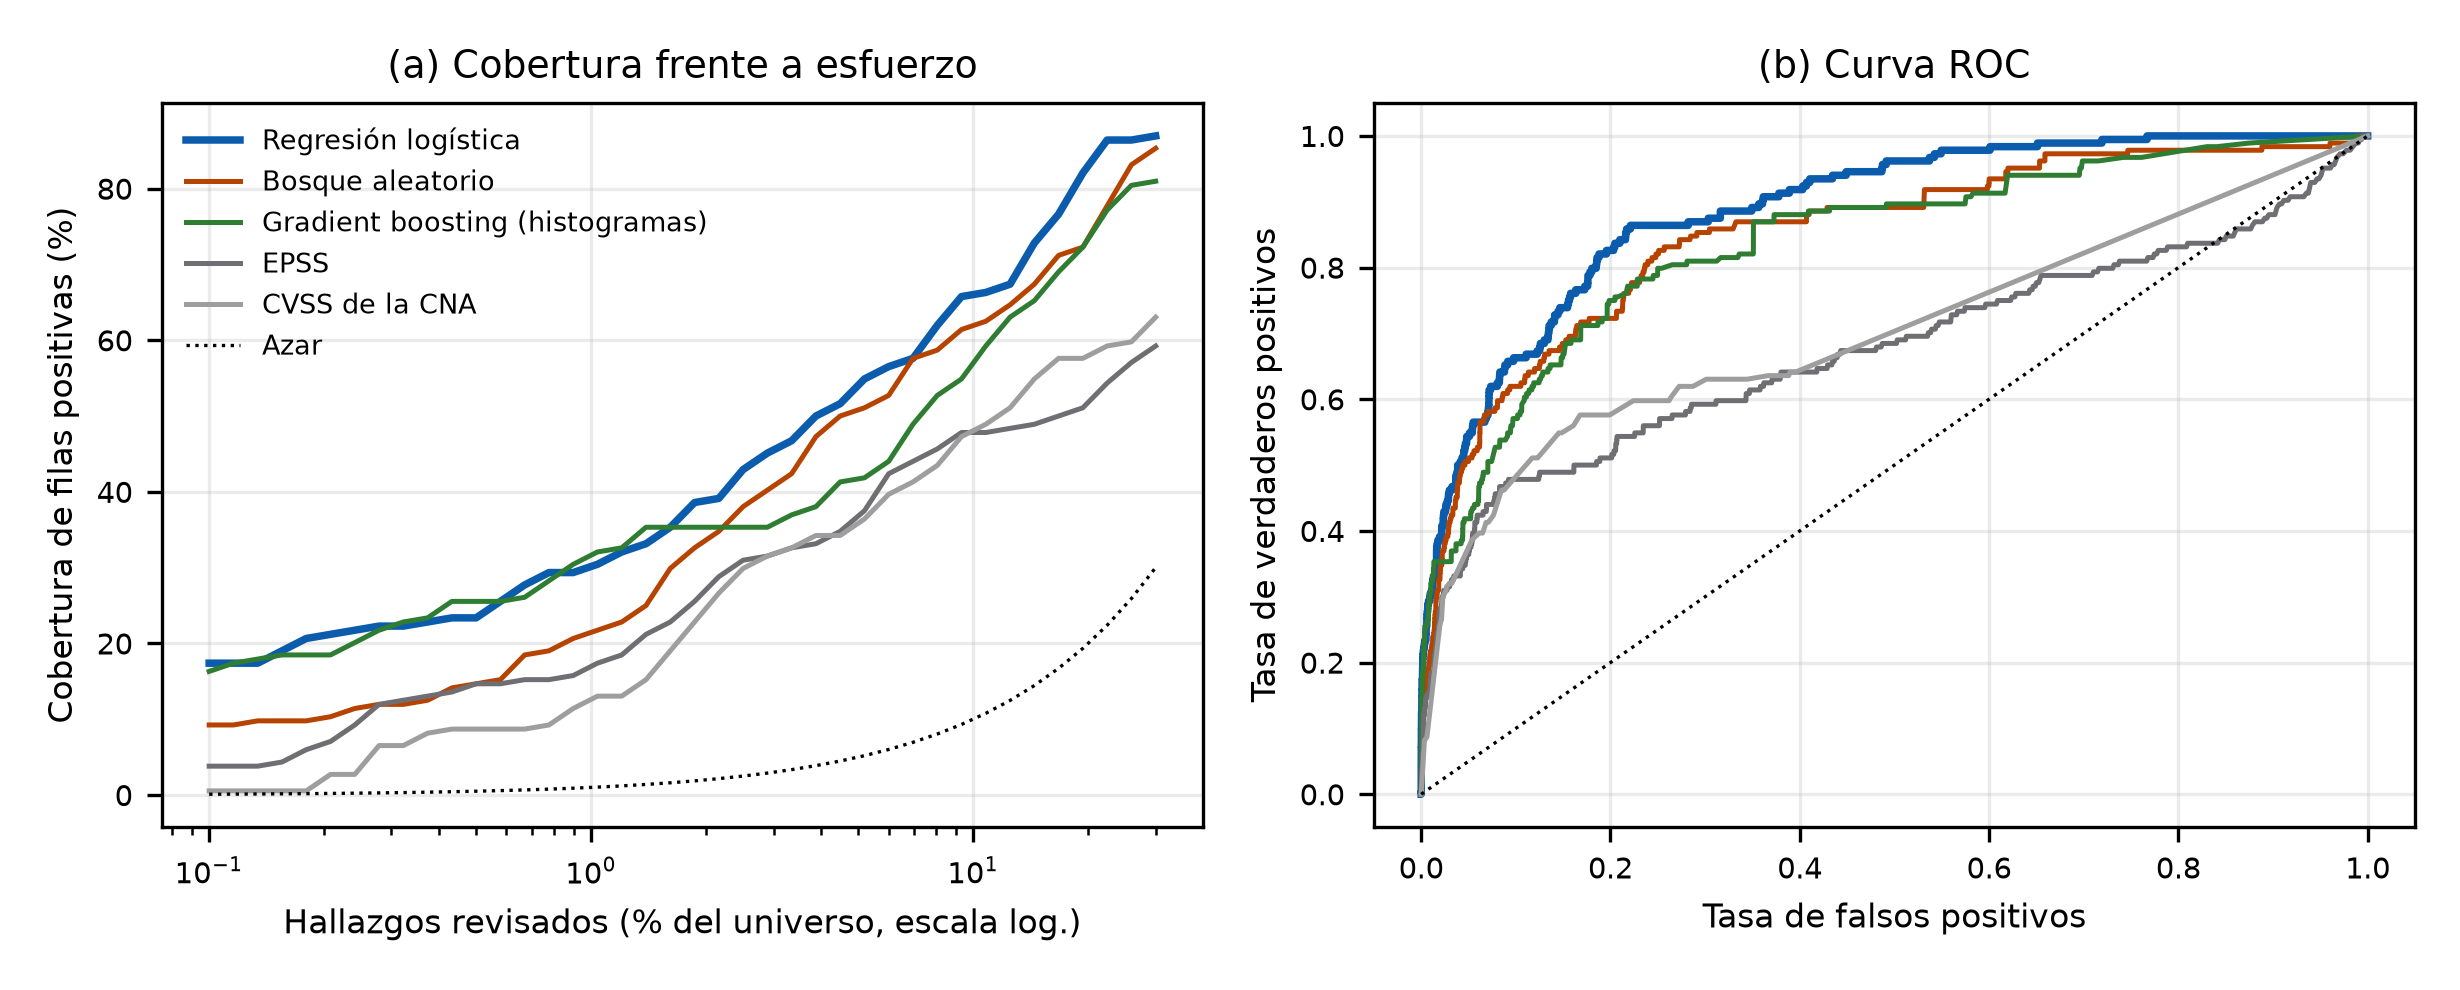 (a) Cobertura frente a esfuerzo
Cobertura de filas positivas (%)
80
60
40
20
0
Regresión logística
Bosque aleatorio
Gradient boosting (histogramas)
EPSS
CVSS de la CNA
Azar
10⁻¹ 10⁰ 10¹
Hallazgos revisados (% del universo, escala log.)
(b) Curva ROC
Tasa de verdaderos positivos
1.0
0.8
0.6
0.4
0.2
0.0
0.0 0.2 0.4 0.6 0.8 1.0
Tasa de falsos positivos